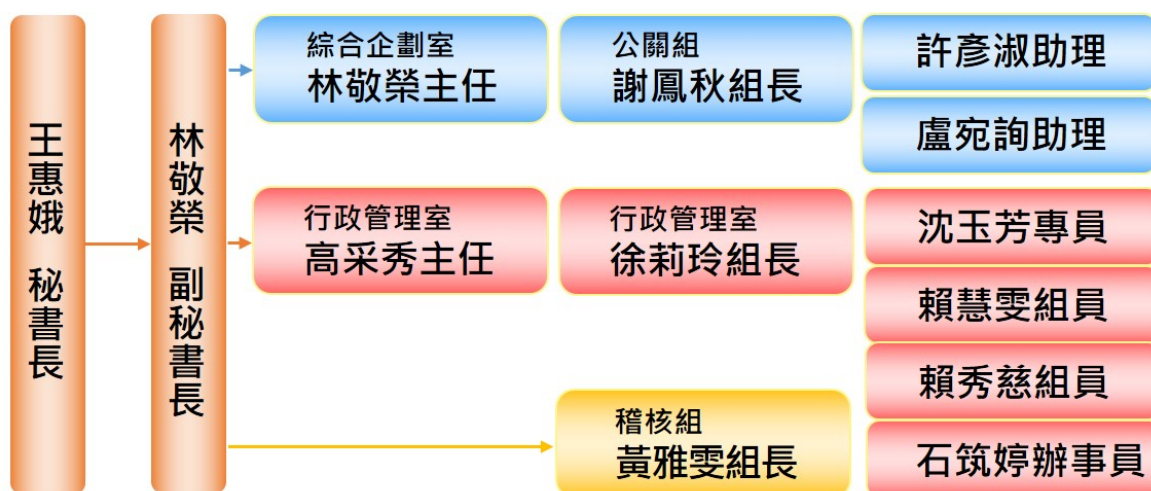 王惠娥 秘書長
林敬榮 副秘書長
綜合企劃室
林敬榮主任
公關組
謝鳳秋組長
許彥淑助理
盧宛詢助理
行政管理室
高采秀主任
行政管理室
徐莉玲組長
沈玉芳專員
賴慧雯組員
賴秀慈組員
石筑婷辦事員
稽核組
黃雅雯組長